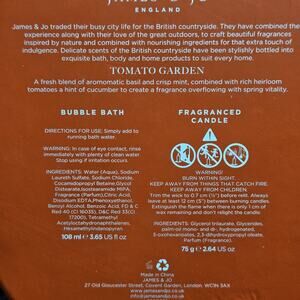 JAMES & JO
ENGLAND
James & Jo traded their busy city life for the British countryside. They have combined the
experience along with their love of the great outdoors, to craft beautiful fragrances
inspired by nature and combined with nourishing ingredients for that extra touch of
indulgence. Delicate scents of the British countryside have been stylishly bottled into
exquisite bath, body and home products to suit every home.
TOMATO GARDEN
A fresh blend of aromomatic basil and crisp mint, combined with rich heirloom
tomatoes a hint of cucumber to create a fragrance overflowing with spring vitality.
BUBBLE BATH
DIRECTIONS FOR USE: Simply add to
running bath water.
WARNING: In case of eye contact, rinse
immediately with plenty of clean water.
Stop using if irritation occurs.
INGREDIENTS: Water (Aqua), Sodium
Laureth Sulfate, Sodium Chloride,
Cocamidopropyl Betaine, Glycol
Distearate, Isostearamide MIPA,
Fragrance (Parfum), Citric Acid,
Disodium EDTA, Phenoxyethanol,
Benzyl Alcohol, Benzoic Acid, FD & C
Red 40 (CI 16035), D&C Red 33 (CI
17200), Tetramethyl
Acetyloctahydronaphthalenes,
Hexamethylindanopyran
108 ml e 3.65 US fl oz
FRAGRANCED
CANDLE
WARNING:
BURN WITHIN SIGHT.
KEEP AWAY FROM THINGS THAT CATCH FIRE.
KEEP AWAY FROM CHILDREN.
Trim the wick to 0.7 cm (¼") before relit. Always
leave at least 12 cm (5") between burning candles.
Extinguish the flame when there is only 1 cm of
wax remaining and don't relight the candle.
INGREDIENTS: Glycerol triaurate, Glycerides,
palm-oil mono- and di-, hydrogenated,
3-oxohexanoates, 2,3-dihydroxypropyl oleate,
Parfum (Fragrance).
75 g e 2.64 US oz
Made in China
JAMES & JO
27 Old Gloucester Street, Covent Garden, London WC1N 3AX
www.jamesandjo.co.uk